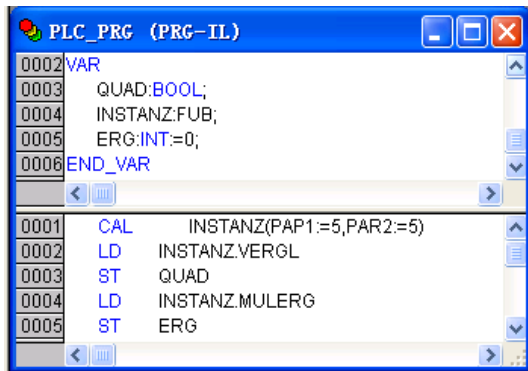 PLC_PRG (PRG-IL)
0002 VAR
0003 QUAD:BOOL;
0004 INSTANZ:FUB;
0005 ERG:INT:=0;
0006 END_VAR
0001 CAL INSTANZ(PAP1:=5,PAR2:=5)
0002 LD INSTANZ.VERGL
0003 ST QUAD
0004 LD INSTANZ.MULERG
0005 ST ERG